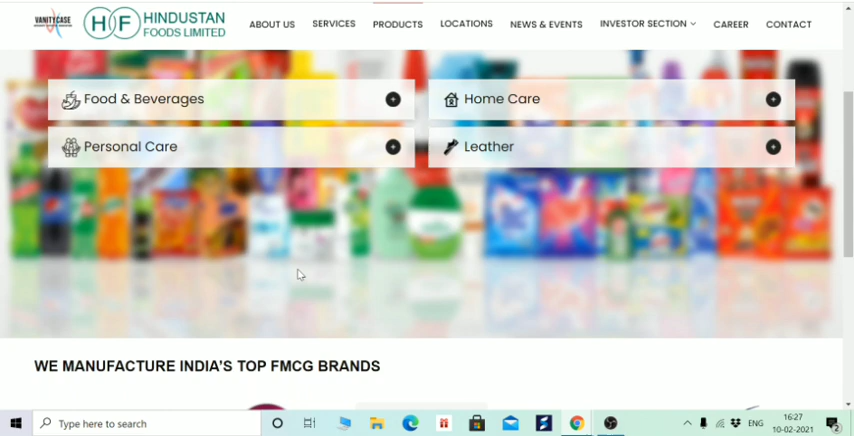 VANITYCASE
HF HINDUSTAN FOODS LIMITED
ABOUT US SERVICES PRODUCTS LOCATIONS NEWS & EVENTS INVESTOR SECTION CAREER CONTACT
Food & Beverages
Home Care
Personal Care
Leather
WE MANUFACTURE INDIA'S TOP FMCG BRANDS
Type here to search
ENG
16:27
10-02-2021
2